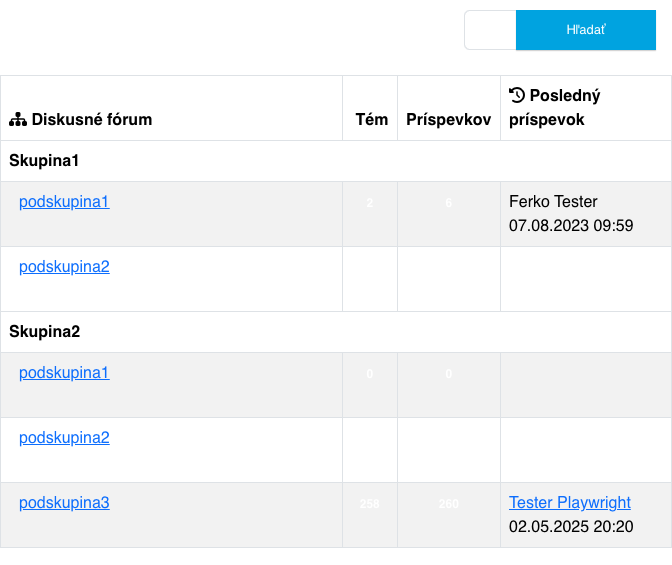 Hľadať
Diskusné fórum Tém Príspevkov Posledný príspevok
Skupina1
podskupina1 2 6 Ferko Tester
07.08.2023 09:59
podskupina2
Skupina2
podskupina1 0 0
podskupina2
podskupina3 258 260 Tester Playwright
02.05.2025 20:20